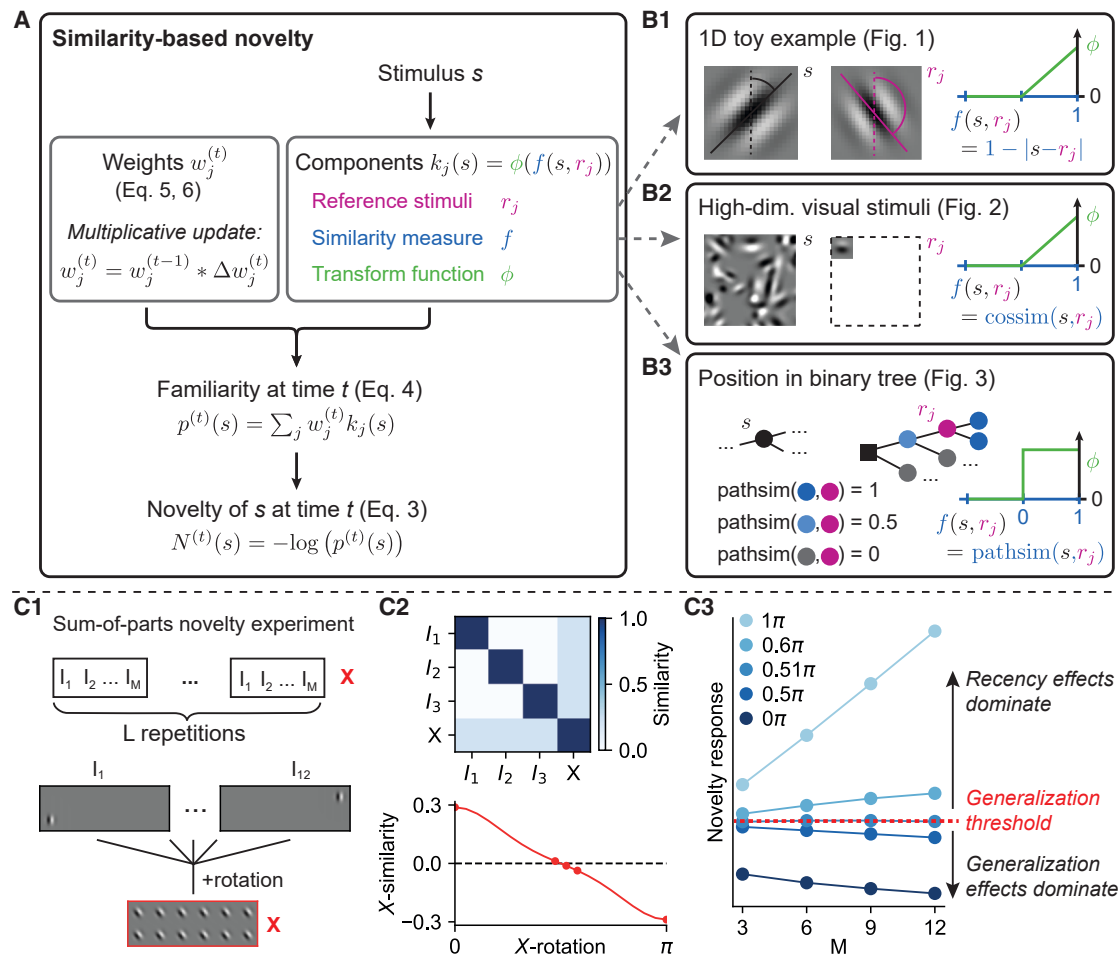 A
Similarity-based novelty
Stimulus s
Weights w_j^{(t)}
(Eq. 5, 6)
Multiplicative update:
w_j^{(t)} = w_j^{(t-1)} * Δw_j^{(t)}
Components k_j(s) = ϕ(f(s, r_j))
Reference stimuli r_j
Similarity measure f
Transform function ϕ
Familiarity at time t (Eq. 4)
p^{(t)}(s) = ∑_j w_j^{(t)} k_j(s)
Novelty of s at time t (Eq. 3)
N^{(t)}(s) = −log (p^{(t)}(s))
B1
1D toy example (Fig. 1)
s
r_j
ϕ
0
1
f(s, r_j)
= 1 − |s−r_j|
B2
High-dim. visual stimuli (Fig. 2)
s
r_j
ϕ
0
1
f(s, r_j)
= cossim(s,r_j)
B3
Position in binary tree (Fig. 3)
s
... ...
...
r_j
...
...
...
pathsim( , ) = 1
pathsim( , ) = 0.5
pathsim( , ) = 0
ϕ
0
0 1
f(s, r_j)
= pathsim(s,r_j)
C1
Sum-of-parts novelty experiment
I_1 I_2 ... I_M ... I_1 I_2 ... I_M X
L repetitions
I_1 I_12
...
+rotation
X
C2
I_1
I_2
I_3
X
I_1 I_2 I_3 X
1.0
0.5
0.0
Similarity
0.3
0.0
−0.3
X-similarity
0 π
X-rotation
C3
1π
0.6π
0.51π
0.5π
0π
Novelty response
3 6 9 12
M
Recency effects
dominate
Generalization
threshold
Generalization
effects dominate